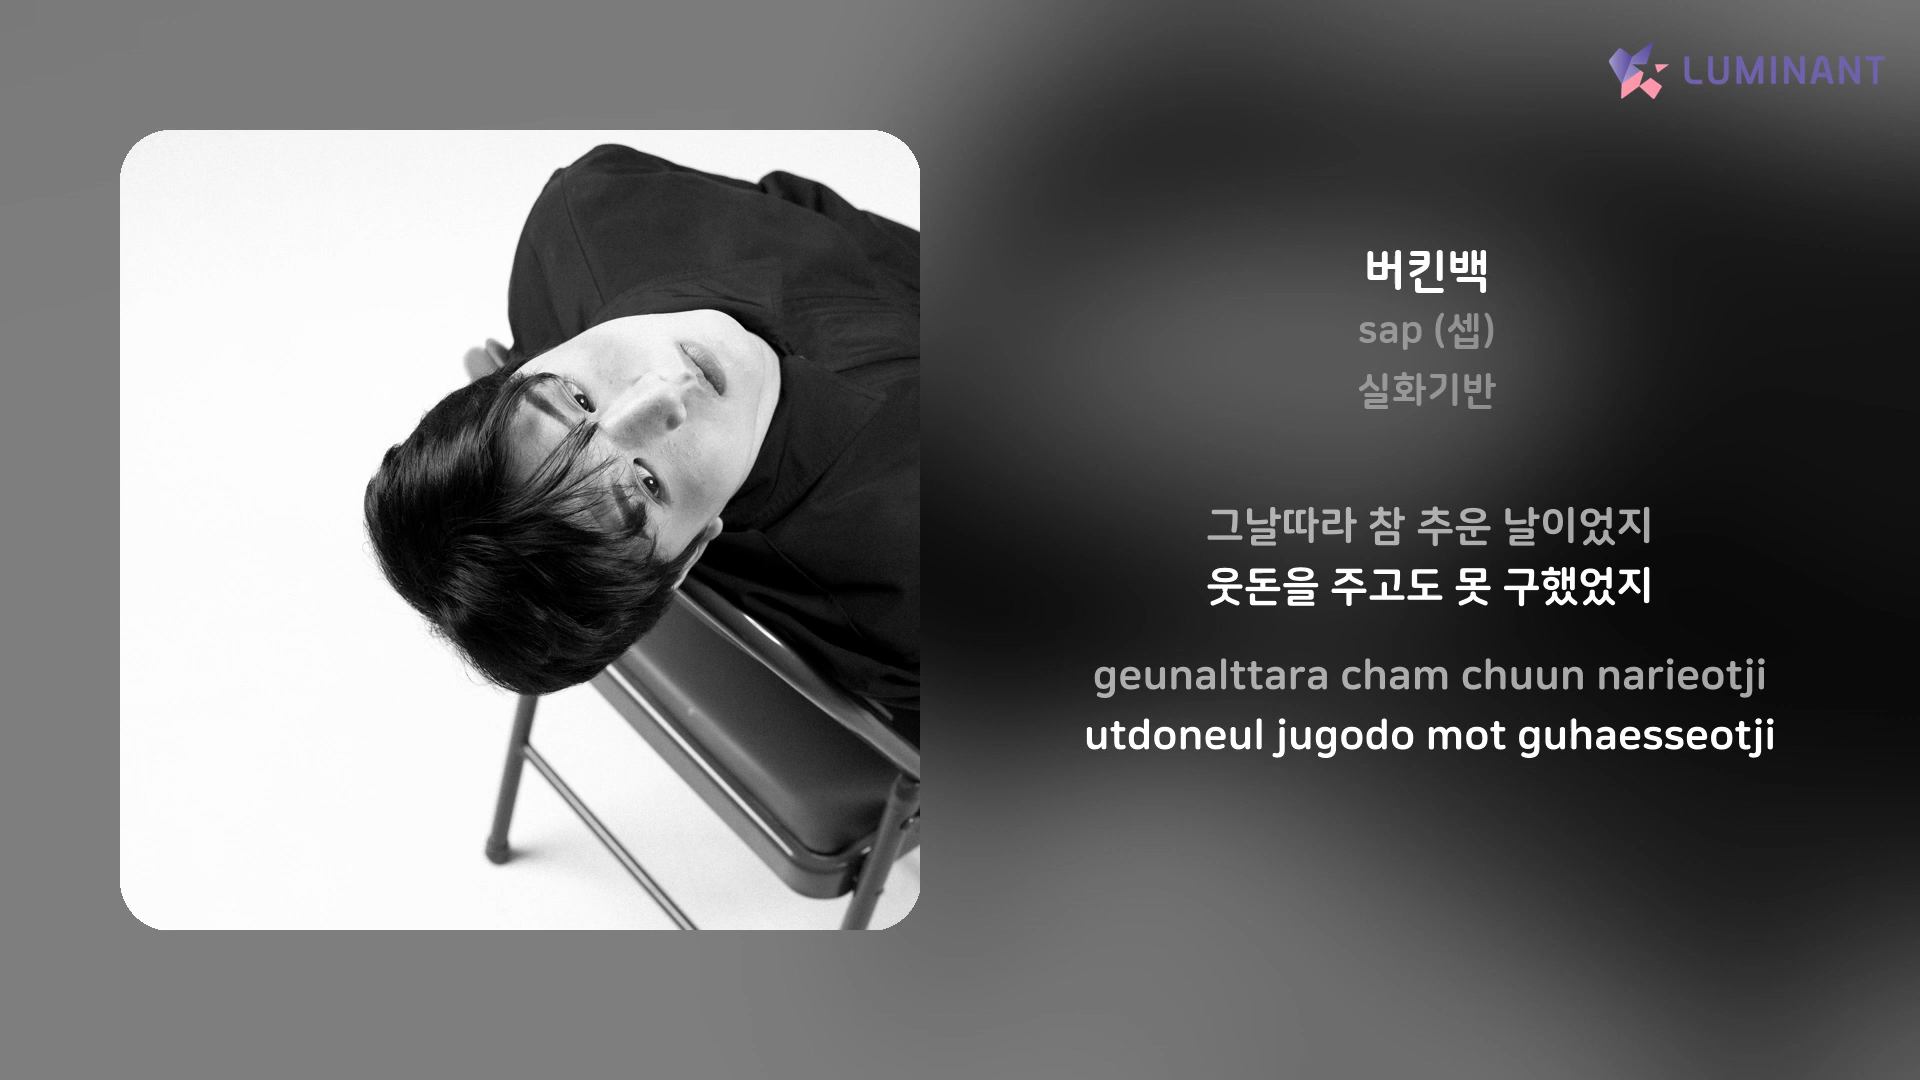 LUMINANT
버킨백
sap (셉)
실화기반
그날따라 참 추운 날이었지
웃돈을 주고도 못 구했었지
geunalttara cham chuun narieotji
utdoneul jugodo mot guhaesseotji